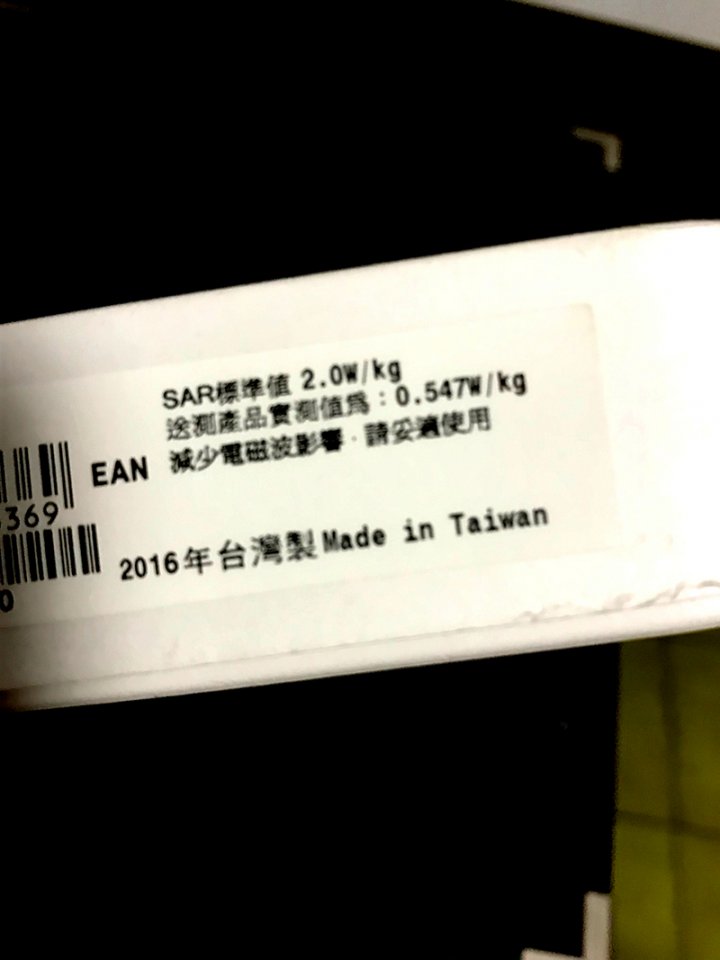 SAR標準值 2.0W/kg
送測產品實測值為：0.547W/kg
減少電磁波影響，請妥適使用
EAN
369
0
2016年台灣製Made in Taiwan